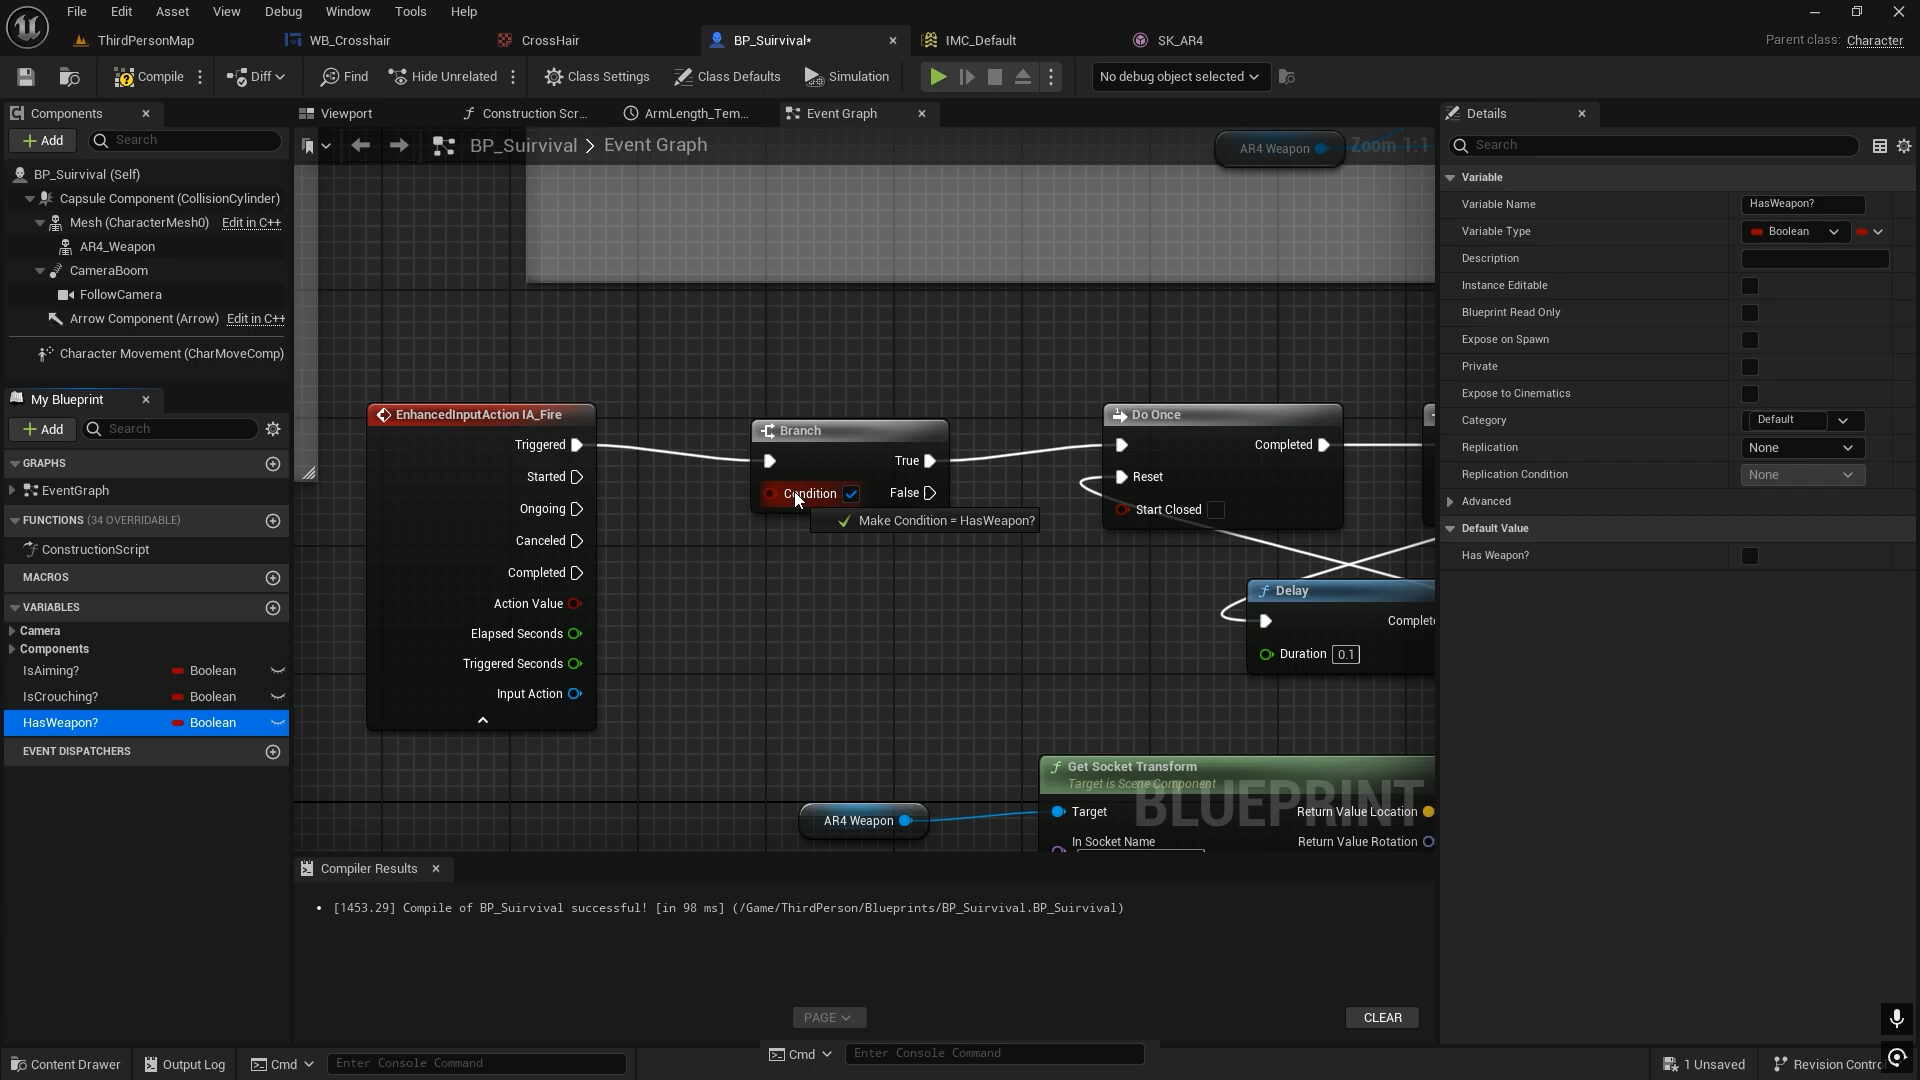 File Edit Asset View Debug Window Tools Help
ThirdPersonMap WB_Crosshair CrossHair BP_Suirvival* IMC_Default SK_AR4 Parent class: Character
Compile Diff Find Hide Unrelated Class Settings Class Defaults Simulation No debug object selected
Components
Add Search
BP_Suirvival (Self)
Capsule Component (CollisionCylinder)
Mesh (CharacterMesh0) Edit in C++
AR4_Weapon
CameraBoom
FollowCamera
Arrow Component (Arrow) Edit in C++
Character Movement (CharMoveComp)
My Blueprint
Add Search
GRAPHS
EventGraph
FUNCTIONS (34 OVERRIDABLE)
ConstructionScript
MACROS
VARIABLES
Camera
Components
IsAiming? Boolean
IsCrouching? Boolean
HasWeapon? Boolean
EVENT DISPATCHERS
Viewport Construction Scr... ArmLength_Tem... Event Graph
BP_Suirvival > Event Graph
AR4 Weapon
Zoom 1:1
EnhancedInputAction IA_Fire
Triggered
Started
Ongoing
Canceled
Completed
Action Value
Elapsed Seconds
Triggered Seconds
Input Action
Branch
True
Condition False
Make Condition = HasWeapon?
Do Once
Completed
Reset
Start Closed
Delay
Complete
Duration 0.1
AR4 Weapon
Get Socket Transform
Target is Scene Component
BLUEPRINT
Target Return Value Location
In Socket Name Return Value Rotation
Compiler Results
• [1453.29] Compile of BP_Suirvival successful! [in 98 ms] (/Game/ThirdPerson/Blueprints/BP_Suirvival.BP_Suirvival)
PAGE CLEAR
Details
Search
Variable
Variable Name HasWeapon?
Variable Type Boolean
Description
Instance Editable
Blueprint Read Only
Expose on Spawn
Private
Expose to Cinematics
Category Default
Replication None
Replication Condition None
Advanced
Default Value
Has Weapon?
Content Drawer Output Log Cmd Enter Console Command
Cmd Enter Console Command
1 Unsaved Revision Contro